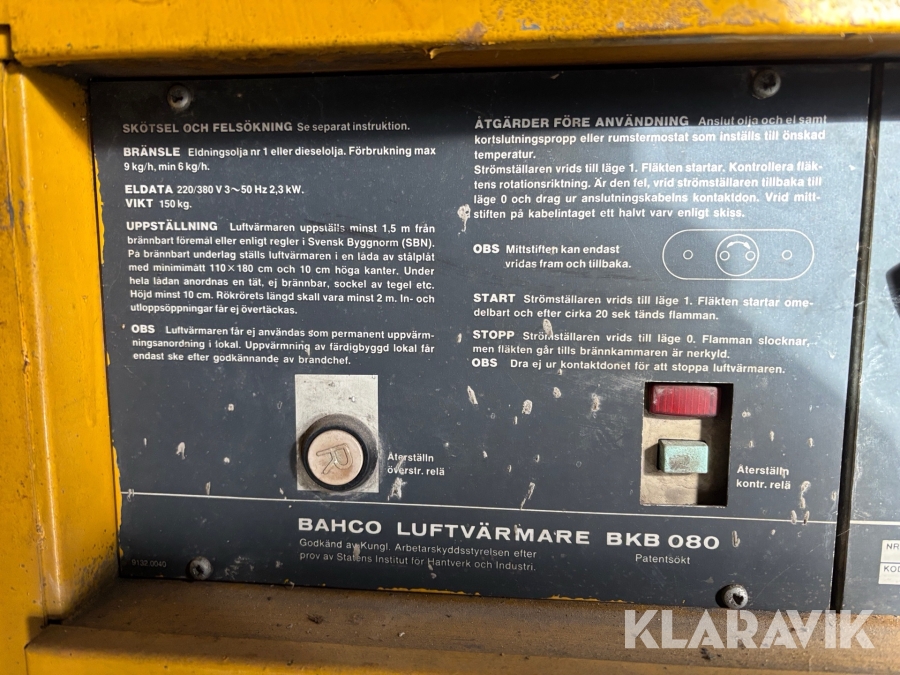 SKÖTSEL OCH FELSÖKNING Se separat instruktion.
BRÄNSLE Eldningsolja nr 1 eller dieselolja. Förbrukning max
9 kg/h, min 6 kg/h.
ELDATA 220/380 V 3~50 Hz 2,3 kW.
VIKT 150 kg.
UPPSTÄLLNING Luftvärmaren uppställs minst 1,5 m från
brännbart föremål eller enligt regler i Svensk Byggnorm (SBN).
På brännbart underlag ställs luftvärmaren i en låda av stålplåt
med minimimått 110×180 cm och 10 cm höga kanter. Under
hela lådan anordnas en tät, ej brännbar, sockel av tegel etc.
Höjd minst 10 cm. Rökrörets längd skall vara minst 2 m. In- och
utloppsöppningar får ej övertäckas.
OBS Luftvärmaren får ej användas som permanent uppvärm-
ningsanordning i lokal. Uppvärmning av färdigbyggd lokal får
endast ske efter godkännande av brandchef.
ÅTGÄRDER FÖRE ANVÄNDNING Anslut olja och el samt
kortslutningspropp eller rumstermostat som inställs till önskad
temperatur.
Strömställaren vrids till läge 1. Fläkten startar. Kontrollera fläk-
tens rotationsriktning. Är den fel, vrid strömställaren tillbaka till
läge 0 och drag ur anslutningskabelns kontaktdon. Vrid mitt-
stiften på kabelintaget ett halvt varv enligt skiss.
OBS Mittstiften kan endast
vridas fram och tillbaka.
START Strömställaren vrids till läge 1. Fläkten startar ome-
delbart och efter cirka 20 sek tänds flamman.
STOPP Strömställaren vrids till läge 0. Flamman slocknar,
men fläkten går tills brännkammaren är nerkyld.
OBS Dra ej ur kontaktdonet för att stoppa luftvärmaren.
R
Återställn
överstr. relä
Återställn
kontr. relä
BAHCO LUFTVÄRMARE BKB 080
Godkänd av Kungl. Arbetarskyddsstyrelsen efter
prov av Statens Institut för Hantverk och Industri.
Patentsökt
9132.0040
NR
KOD
KLARAVIK